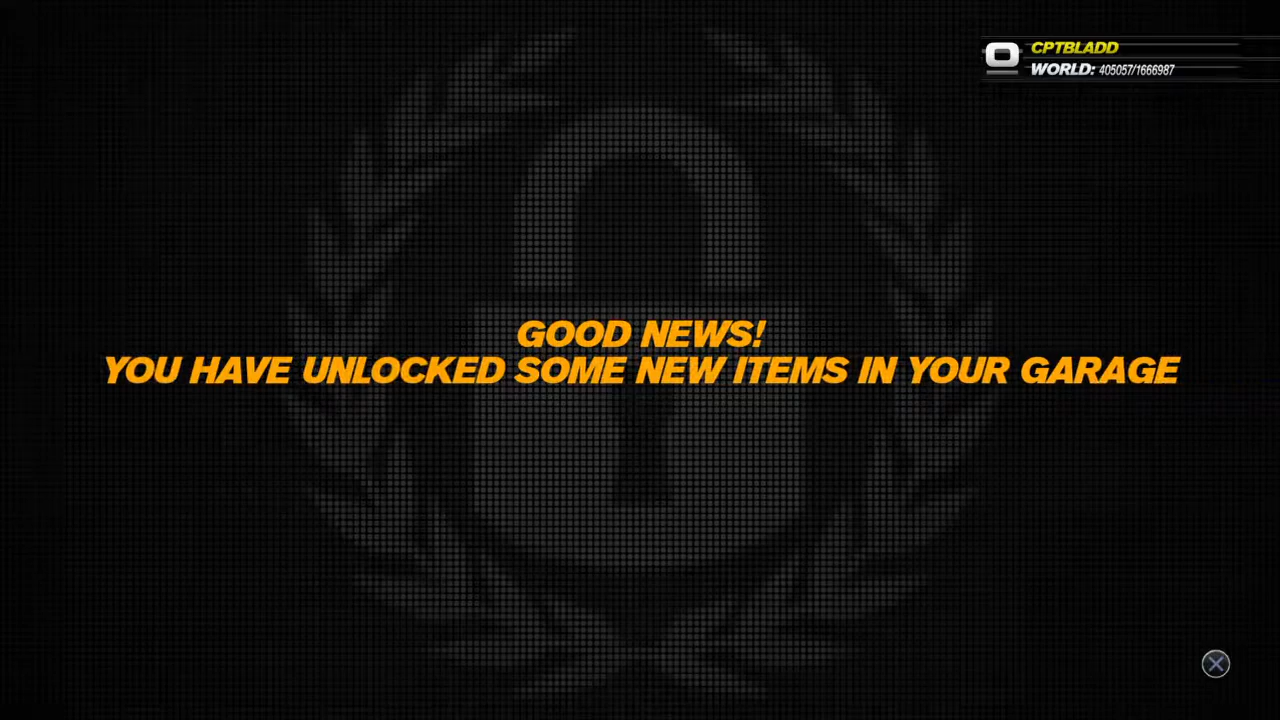 CPTBLADD
WORLD: 405057/1666987
GOOD NEWS!
YOU HAVE UNLOCKED SOME NEW ITEMS IN YOUR GARAGE